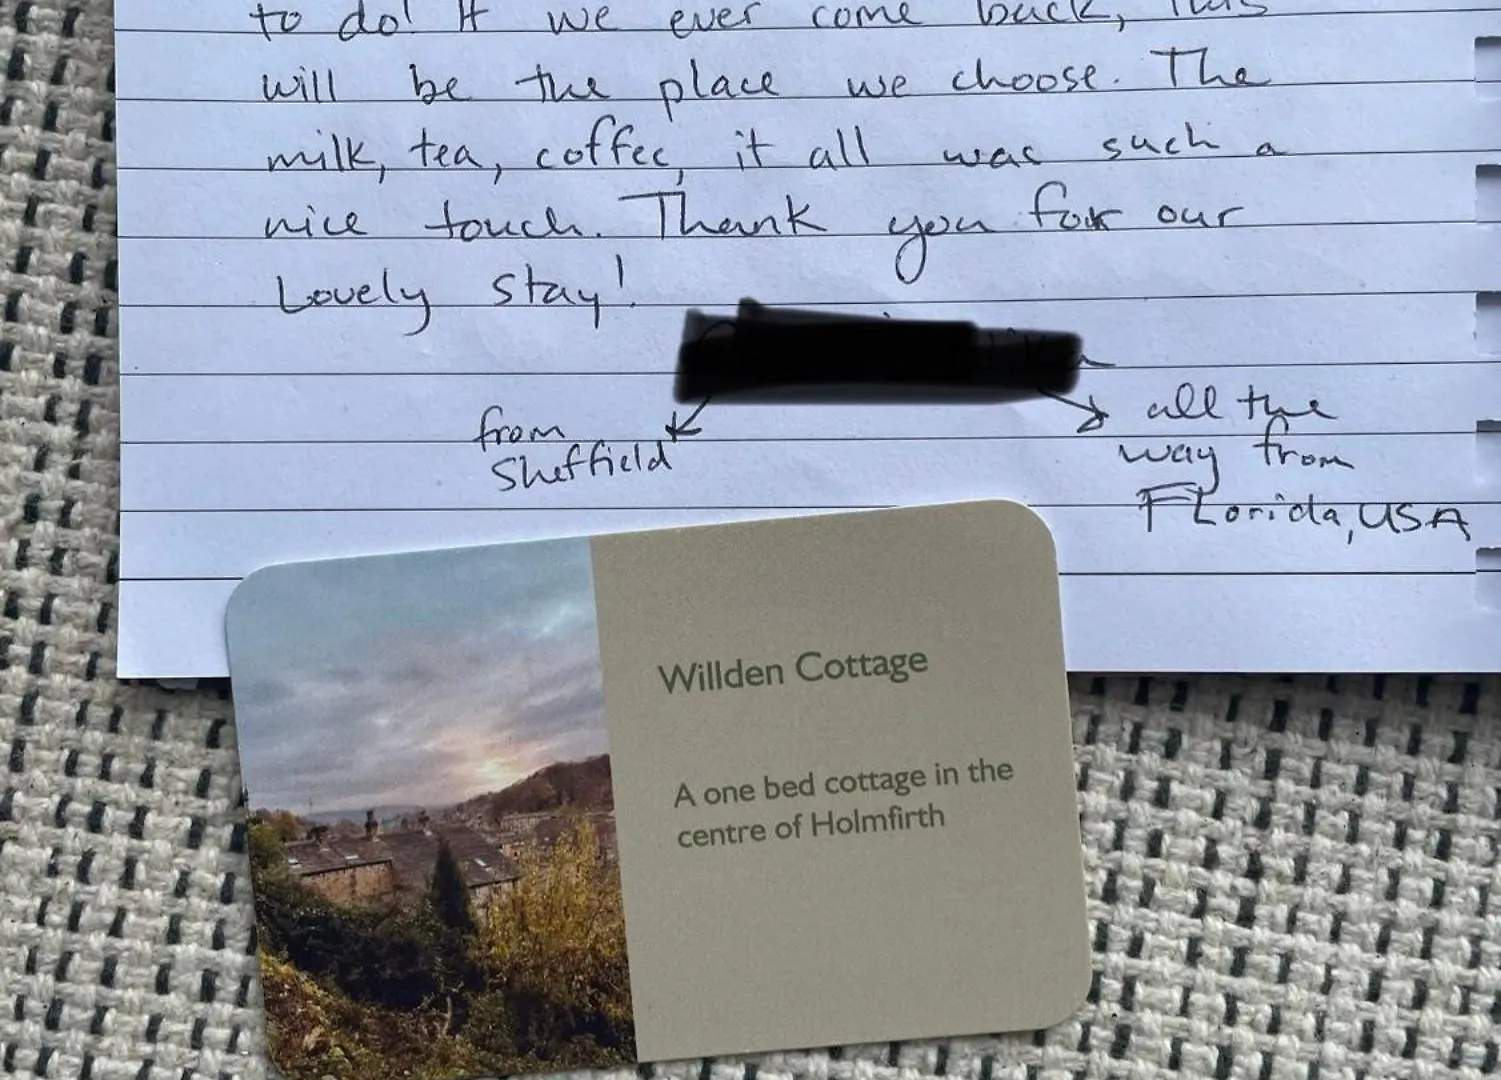 to do! If we ever come back, this
will be the place we choose. The
milk, tea, coffee, it all was such a
nice touch. Thank you for our
Lovely stay!
from
Sheffield
all the
way from
Florida, USA
Willden Cottage
A one bed cottage in the
centre of Holmfirth